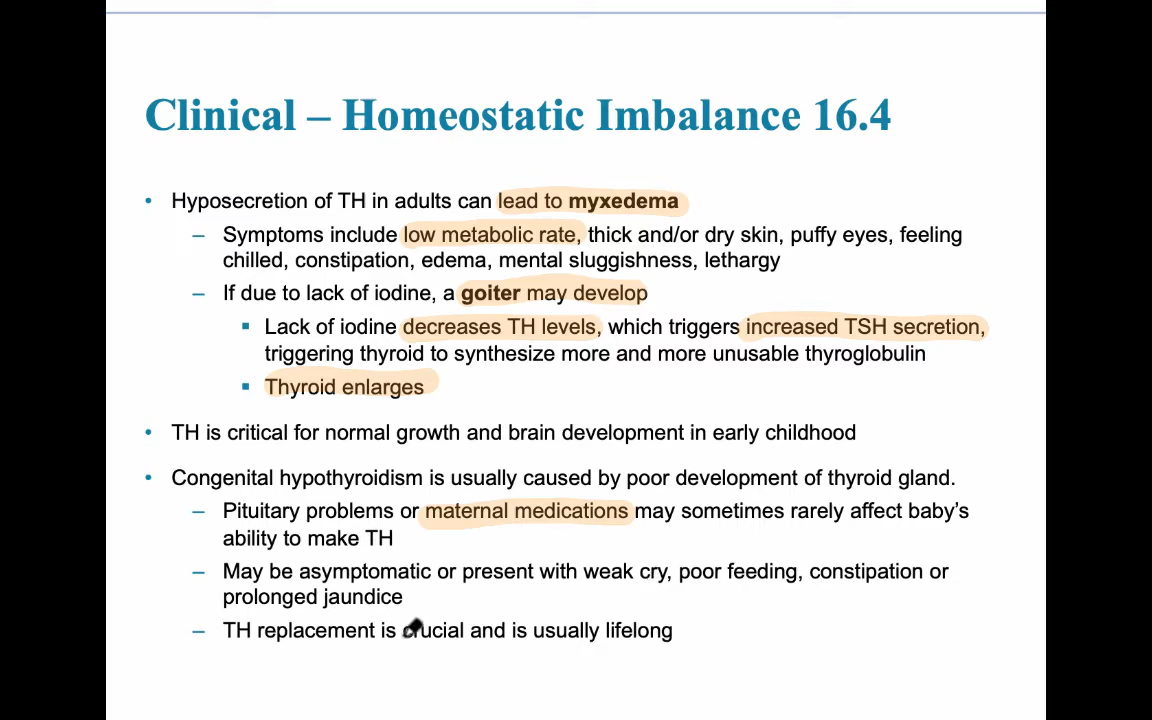 Clinical – Homeostatic Imbalance 16.4
• Hyposecretion of TH in adults can lead to myxedema
– Symptoms include low metabolic rate, thick and/or dry skin, puffy eyes, feeling
chilled, constipation, edema, mental sluggishness, lethargy
– If due to lack of iodine, a goiter may develop
▪ Lack of iodine decreases TH levels, which triggers increased TSH secretion,
triggering thyroid to synthesize more and more unusable thyroglobulin
▪ Thyroid enlarges
• TH is critical for normal growth and brain development in early childhood
• Congenital hypothyroidism is usually caused by poor development of thyroid gland.
– Pituitary problems or maternal medications may sometimes rarely affect baby’s
ability to make TH
– May be asymptomatic or present with weak cry, poor feeding, constipation or
prolonged jaundice
– TH replacement is crucial and is usually lifelong